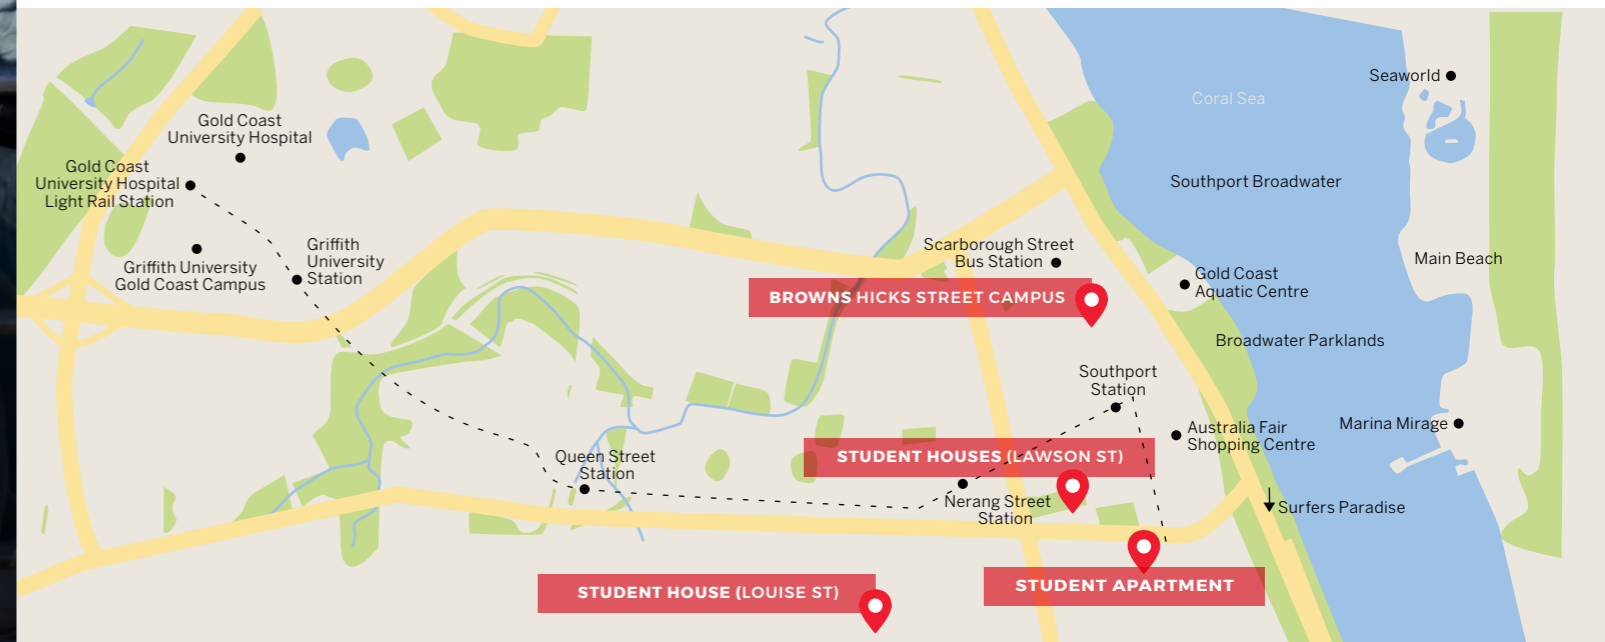 Seaworld
Coral Sea
Gold Coast
University Hospital
Gold Coast
University Hospital
Light Rail Station
Southport Broadwater
Griffith University
Gold Coast Campus
Griffith
University
Station
Scarborough Street
Bus Station
Gold Coast
Aquatic Centre
Main Beach
BROWNS HICKS STREET CAMPUS
Broadwater Parklands
Southport
Station
Australia Fair
Shopping Centre
Marina Mirage
STUDENT HOUSES (LAWSON ST)
Queen Street
Station
Nerang Street
Station
Surfers Paradise
STUDENT HOUSE (LOUISE ST)
STUDENT APARTMENT